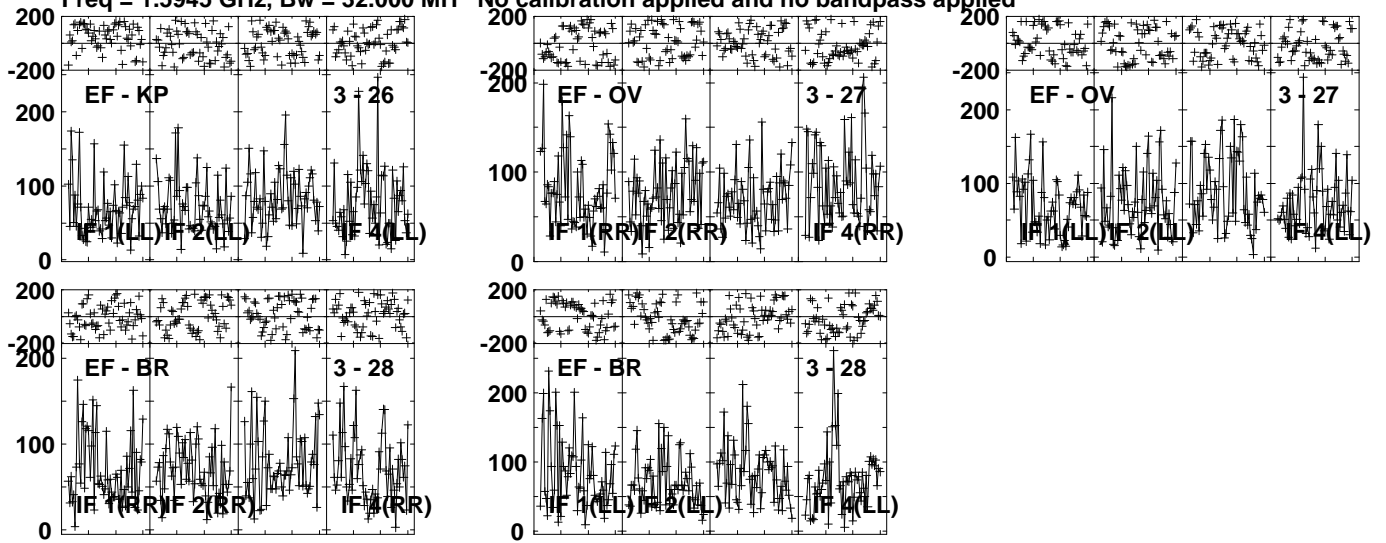 Freq = 1.5945 GHz, Bw = 32.000 MH No calibration applied and no bandpass applied
200 200 200
-200 -200 -200
EF - KP 3 - 26 EF - OV 3 - 27 EF - OV 3 - 27
200 200 200
100 100 100
IF 1(LL) IF 2(LL) IF 4(LL) IF 1(RR) IF 2(RR) IF 4(RR) IF 1(LL) IF 2(LL) IF 4(LL)
0 0 0
200 200
-200 -200
200
EF - BR 3 - 28 EF - BR 3 - 28
200
100 100
IF 1(RR) IF 2(RR) IF 4(RR) IF 1(LL) IF 2(LL) IF 4(LL)
0 0